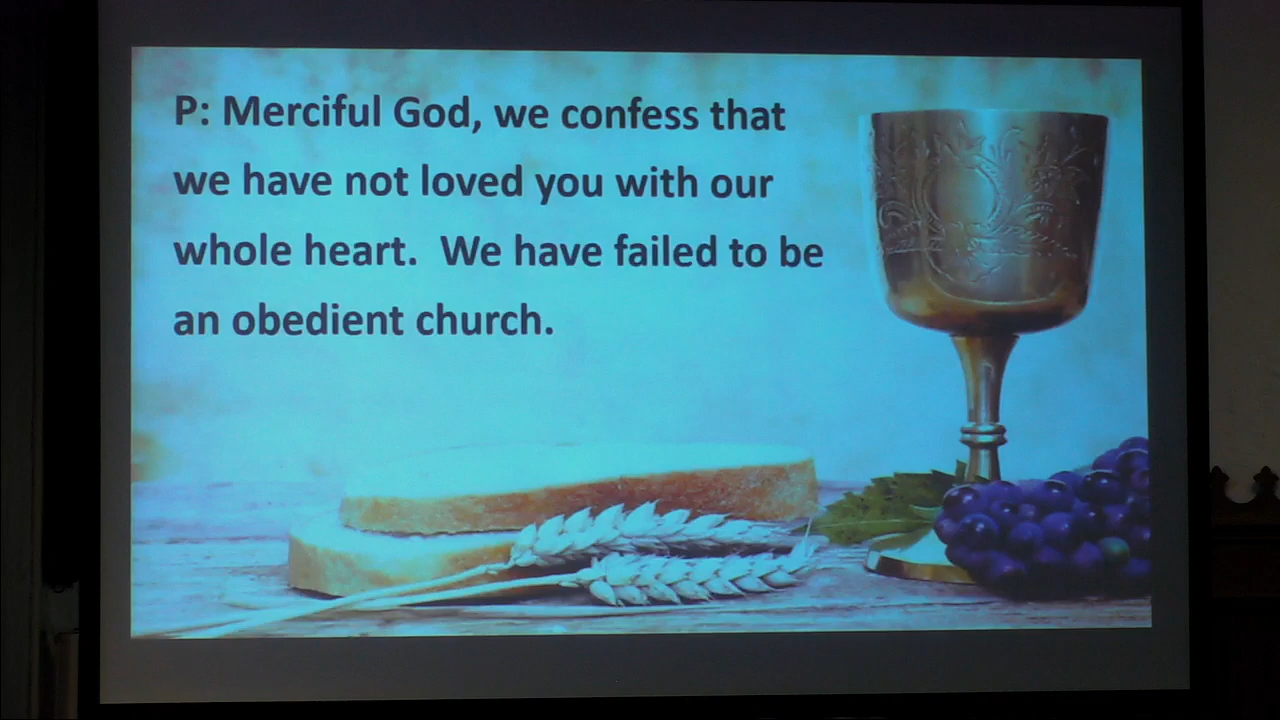 P: Merciful God, we confess that
we have not loved you with our
whole heart.  We have failed to be
an obedient church.